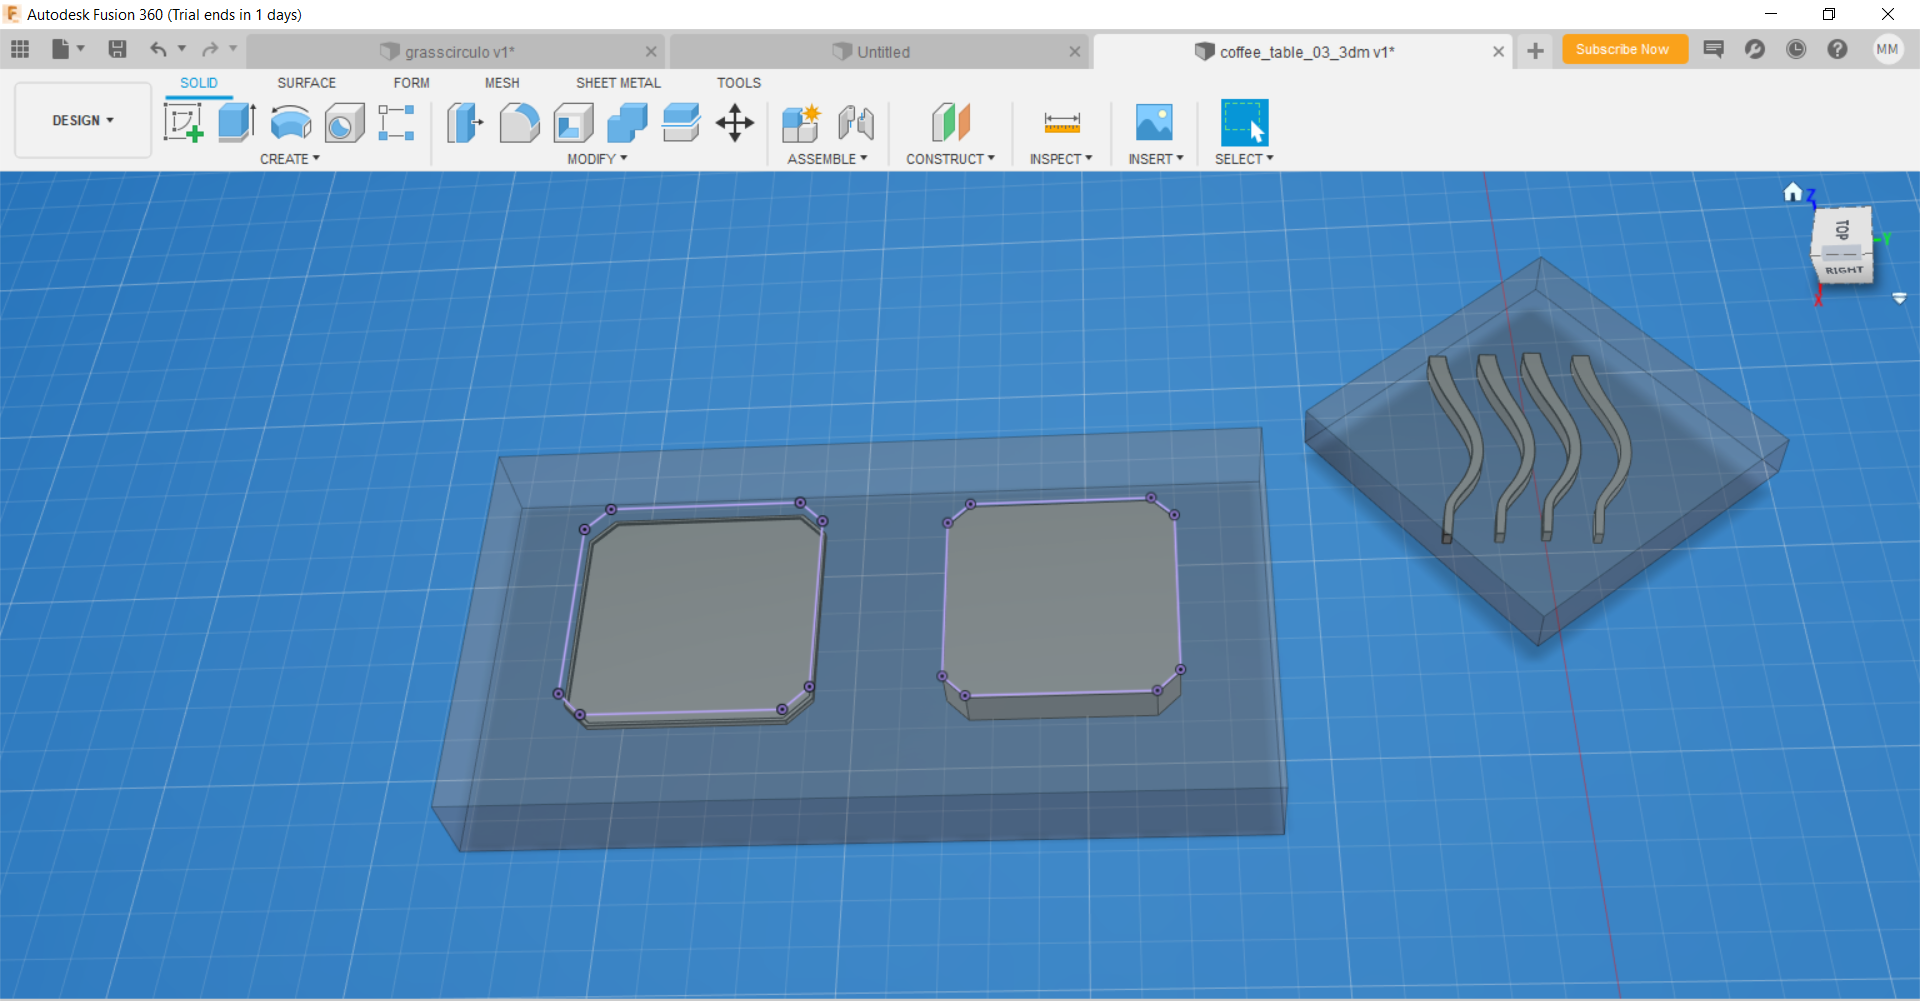 Autodesk Fusion 360 (Trial ends in 1 days)
grasscirculo v1*
Untitled
coffee_table_03_3dm v1*
Subscribe Now
MM
SOLID
SURFACE
FORM
MESH
SHEET METAL
TOOLS
DESIGN
CREATE
MODIFY
ASSEMBLE
CONSTRUCT
INSPECT
INSERT
SELECT
Z
TOP
Y
RIGHT
X